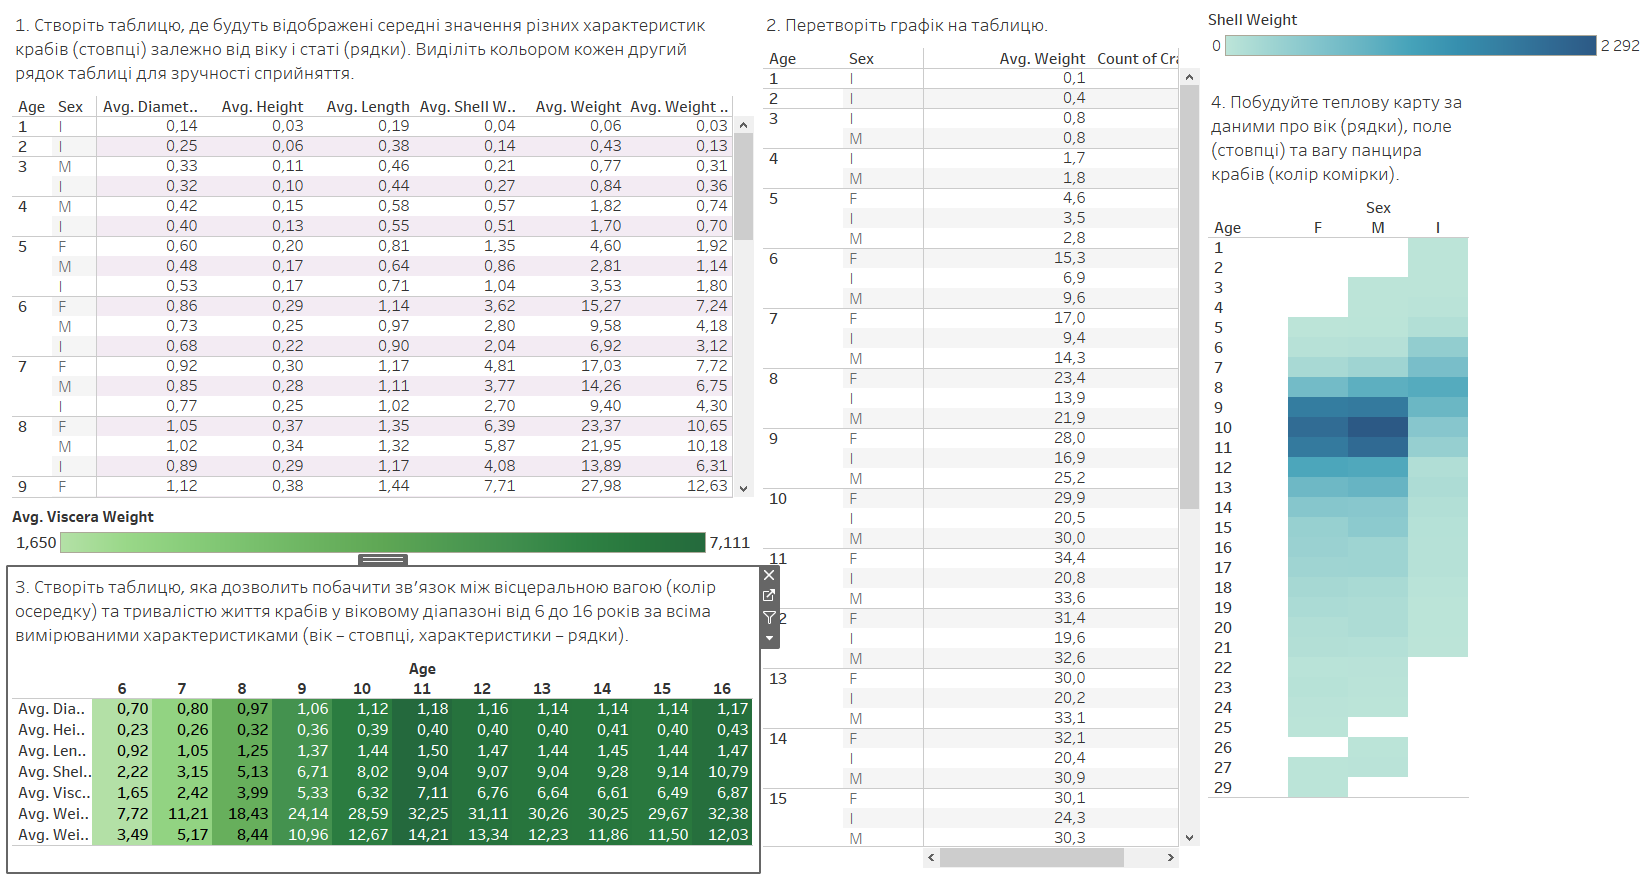 1. Створіть таблицю, де будуть відображені середні значення різних характеристик
крабів (стовпці) залежно від віку і статі (рядки). Виділіть кольором кожен другий
рядок таблиці для зручності сприйняття.
Age Sex Avg. Diamet.. Avg. Height Avg. Length Avg. Shell W.. Avg. Weight Avg. Weight ..
1 I 0,14 0,03 0,19 0,04 0,06 0,03
2 I 0,25 0,06 0,38 0,14 0,43 0,13
3 M 0,33 0,11 0,46 0,21 0,77 0,31
I 0,32 0,10 0,44 0,27 0,84 0,36
4 M 0,42 0,15 0,58 0,57 1,82 0,74
I 0,40 0,13 0,55 0,51 1,70 0,70
5 F 0,60 0,20 0,81 1,35 4,60 1,92
M 0,48 0,17 0,64 0,86 2,81 1,14
I 0,53 0,17 0,71 1,04 3,53 1,80
6 F 0,86 0,29 1,14 3,62 15,27 7,24
M 0,73 0,25 0,97 2,80 9,58 4,18
I 0,68 0,22 0,90 2,04 6,92 3,12
7 F 0,92 0,30 1,17 4,81 17,03 7,72
M 0,85 0,28 1,11 3,77 14,26 6,75
I 0,77 0,25 1,02 2,70 9,40 4,30
8 F 1,05 0,37 1,35 6,39 23,37 10,65
M 1,02 0,34 1,32 5,87 21,95 10,18
I 0,89 0,29 1,17 4,08 13,89 6,31
9 F 1,12 0,38 1,44 7,71 27,98 12,63
Avg. Viscera Weight
1,650 7,111
3. Створіть таблицю, яка дозволить побачити зв’язок між вісцеральною вагою (колір
осередку) та тривалістю життя крабів у віковому діапазоні від 6 до 16 років за всіма
вимірюваними характеристиками (вік – стовпці, характеристики – рядки).
Age
6 7 8 9 10 11 12 13 14 15 16
Avg. Dia.. 0,70 0,80 0,97 1,06 1,12 1,18 1,16 1,14 1,14 1,14 1,17
Avg. Hei.. 0,23 0,26 0,32 0,36 0,39 0,40 0,40 0,40 0,41 0,40 0,43
Avg. Len.. 0,92 1,05 1,25 1,37 1,44 1,50 1,47 1,44 1,45 1,44 1,47
Avg. Shel.. 2,22 3,15 5,13 6,71 8,02 9,04 9,07 9,04 9,28 9,14 10,79
Avg. Visc.. 1,65 2,42 3,99 5,33 6,32 7,11 6,76 6,64 6,61 6,49 6,87
Avg. Wei.. 7,72 11,21 18,43 24,14 28,59 32,25 31,11 30,26 30,25 29,67 32,38
Avg. Wei.. 3,49 5,17 8,44 10,96 12,67 14,21 13,34 12,23 11,86 11,50 12,03
2. Перетворіть графік на таблицю.
Age Sex Avg. Weight Count of Cr
1 I 0,1
2 I 0,4
3 I 0,8
M 0,8
4 I 1,7
M 1,8
5 F 4,6
I 3,5
M 2,8
6 F 15,3
I 6,9
M 9,6
7 F 17,0
I 9,4
M 14,3
8 F 23,4
I 13,9
M 21,9
9 F 28,0
I 16,9
M 25,2
10 F 29,9
I 20,5
M 30,0
11 F 34,4
I 20,8
M 33,6
2 F 31,4
I 19,6
M 32,6
13 F 30,0
I 20,2
M 33,1
14 F 32,1
I 20,4
M 30,9
15 F 30,1
I 24,3
M 30,3
Shell Weight
0 2 292
4. Побудуйте теплову карту за
даними про вік (рядки), поле
(стовпці) та вагу панцира
крабів (колір комірки).
Sex
Age F M I
1
2
3
4
5
6
7
8
9
10
11
12
13
14
15
16
17
18
19
20
21
22
23
24
25
26
27
29